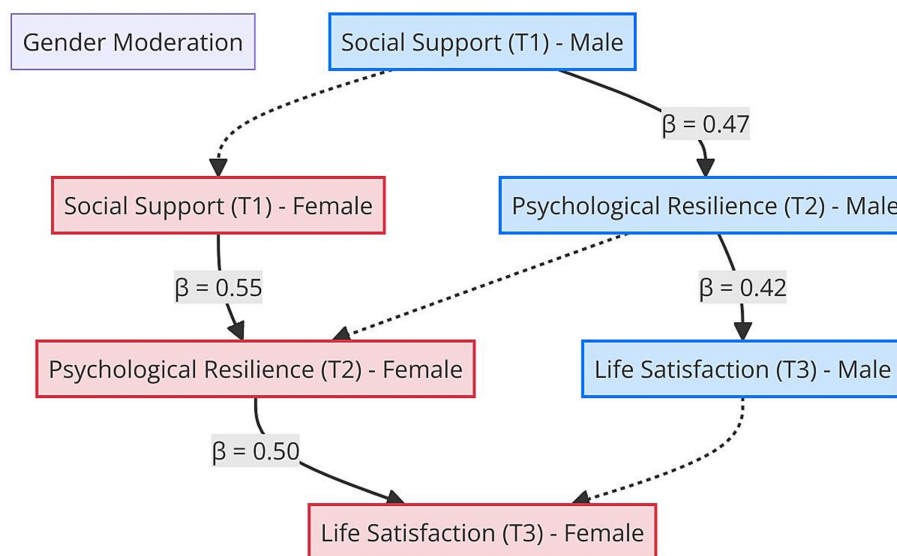 Gender Moderation
Social Support (T1) - Male
β = 0.47
Social Support (T1) - Female
Psychological Resilience (T2) - Male
β = 0.55
β = 0.42
Psychological Resilience (T2) - Female
Life Satisfaction (T3) - Male
β = 0.50
Life Satisfaction (T3) - Female